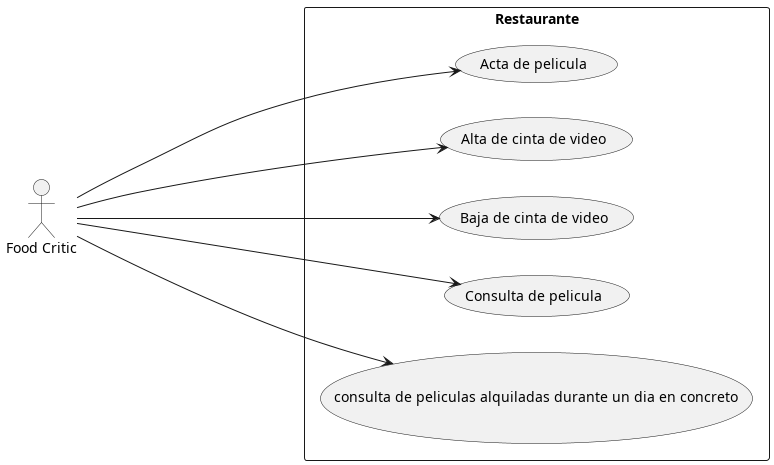 Restaurante
Acta de pelicula
Alta de cinta de video
Baja de cinta de video
Food Critic
Consulta de pelicula
consulta de peliculas alquiladas durante un dia en concreto